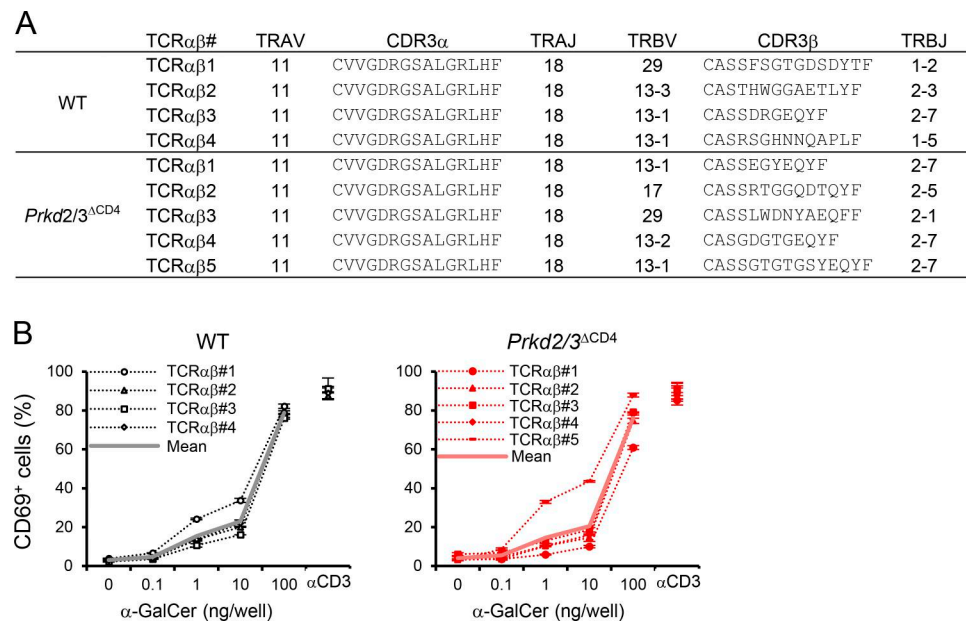 A
TCRαβ# TRAV CDR3α TRAJ TRBV CDR3β TRBJ
WT
TCRαβ1 11 CVVGDRGSALGRLHF 18 29 CASSFSGTGDSDYTF 1-2
TCRαβ2 11 CVVGDRGSALGRLHF 18 13-3 CASTHWGGAETLYF 2-3
TCRαβ3 11 CVVGDRGSALGRLHF 18 13-1 CASSDRGEQYF 2-7
TCRαβ4 11 CVVGDRGSALGRLHF 18 13-1 CASRSGHNNQAPLF 1-5
Prkd2/3ΔCD4
TCRαβ1 11 CVVGDRGSALGRLHF 18 13-1 CASSEGYEQYF 2-7
TCRαβ2 11 CVVGDRGSALGRLHF 18 17 CASSRTGGQDTQYF 2-5
TCRαβ3 11 CVVGDRGSALGRLHF 18 29 CASSLWDNYAEQFF 2-1
TCRαβ4 11 CVVGDRGSALGRLHF 18 13-2 CASGDGTGEQYF 2-7
TCRαβ5 11 CVVGDRGSALGRLHF 18 13-1 CASSGTGTGSYEQYF 2-7
B
WT
CD69+ cells (%)
100
80
60
40
20
0
TCRαβ#1
TCRαβ#2
TCRαβ#3
TCRαβ#4
Mean
0 0.1 1 10 100 αCD3
α-GalCer (ng/well)
Prkd2/3ΔCD4
100
80
60
40
20
0
TCRαβ#1
TCRαβ#2
TCRαβ#3
TCRαβ#4
TCRαβ#5
Mean
0 0.1 1 10 100 αCD3
α-GalCer (ng/well)